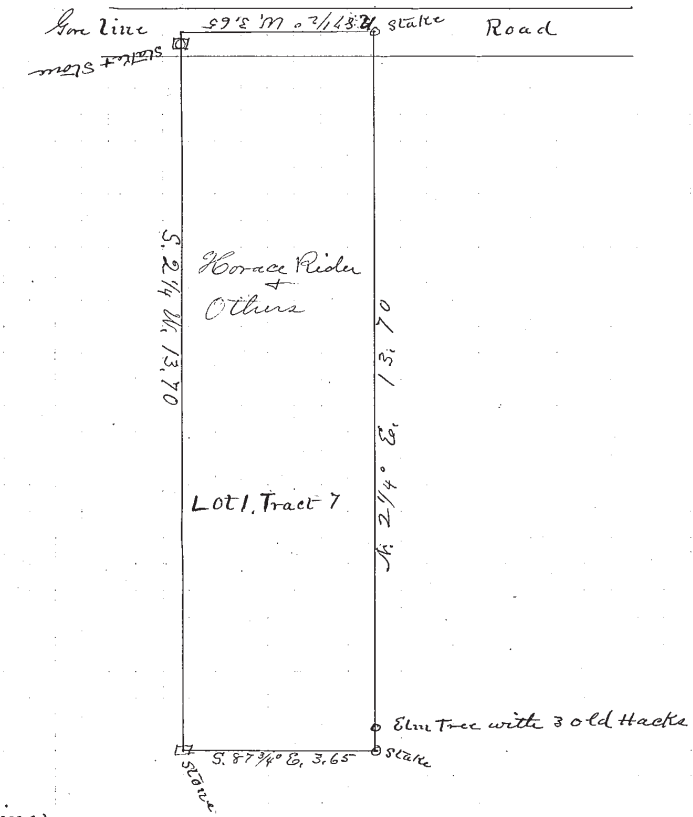 Gore line
N. 87 1/2° W. 3.65
Stake
Road
Stake + Stone
S. 2 1/4 W. 13.70
Horace Rider
+
Others
N. 2 1/4° E. 13.70
Lot 1, Tract 7
Elm Tree with 3 old Hacks
S. 87 3/4° E, 3.65
Stake
Stone